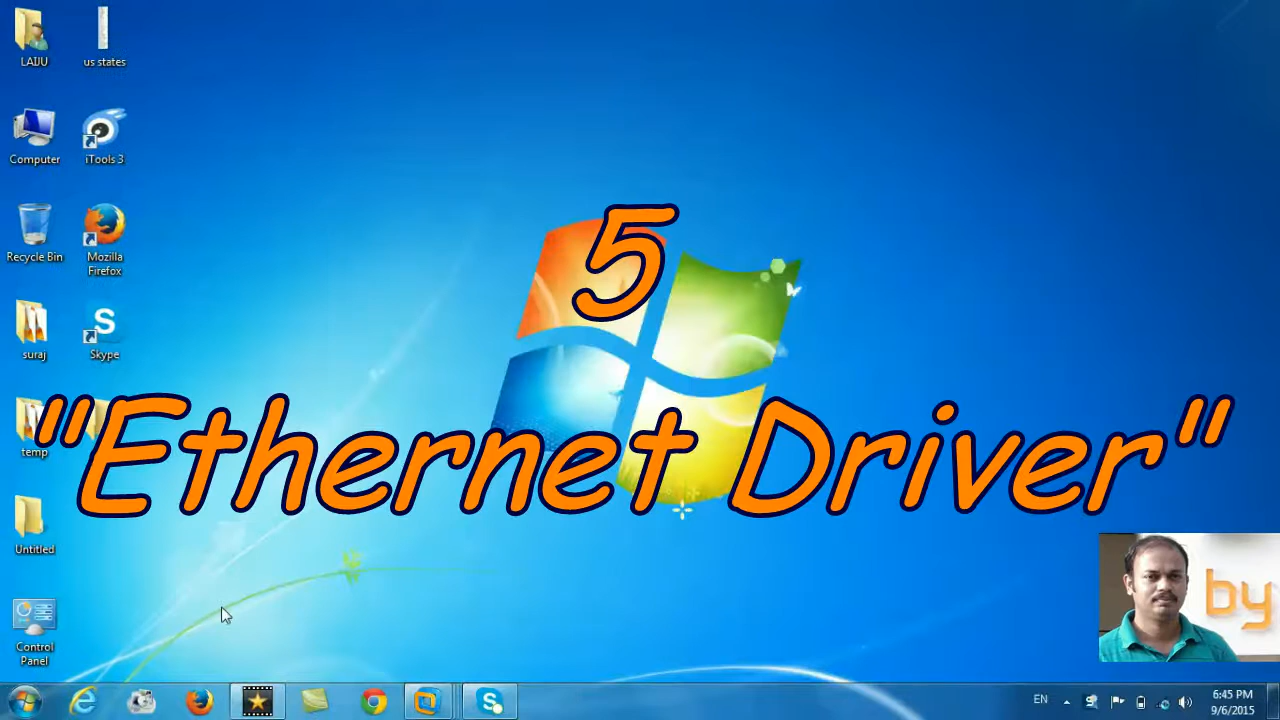 LAIJU
us states
Computer
iTools 3
Recycle Bin
Mozilla
Firefox
suraj
S
Skype
temp
Untitled
Control
Panel
5
"Ethernet Driver"
by
EN
S
6:45 PM
9/6/2015